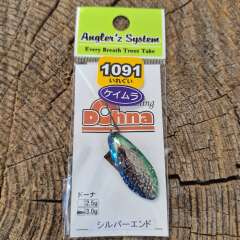 Angler'z System
Every Breath Trout Take
1091
いれぐい
ケイムラ
ing
Dohna
ドーナ
2.5g
3.0g
シルバーエンド